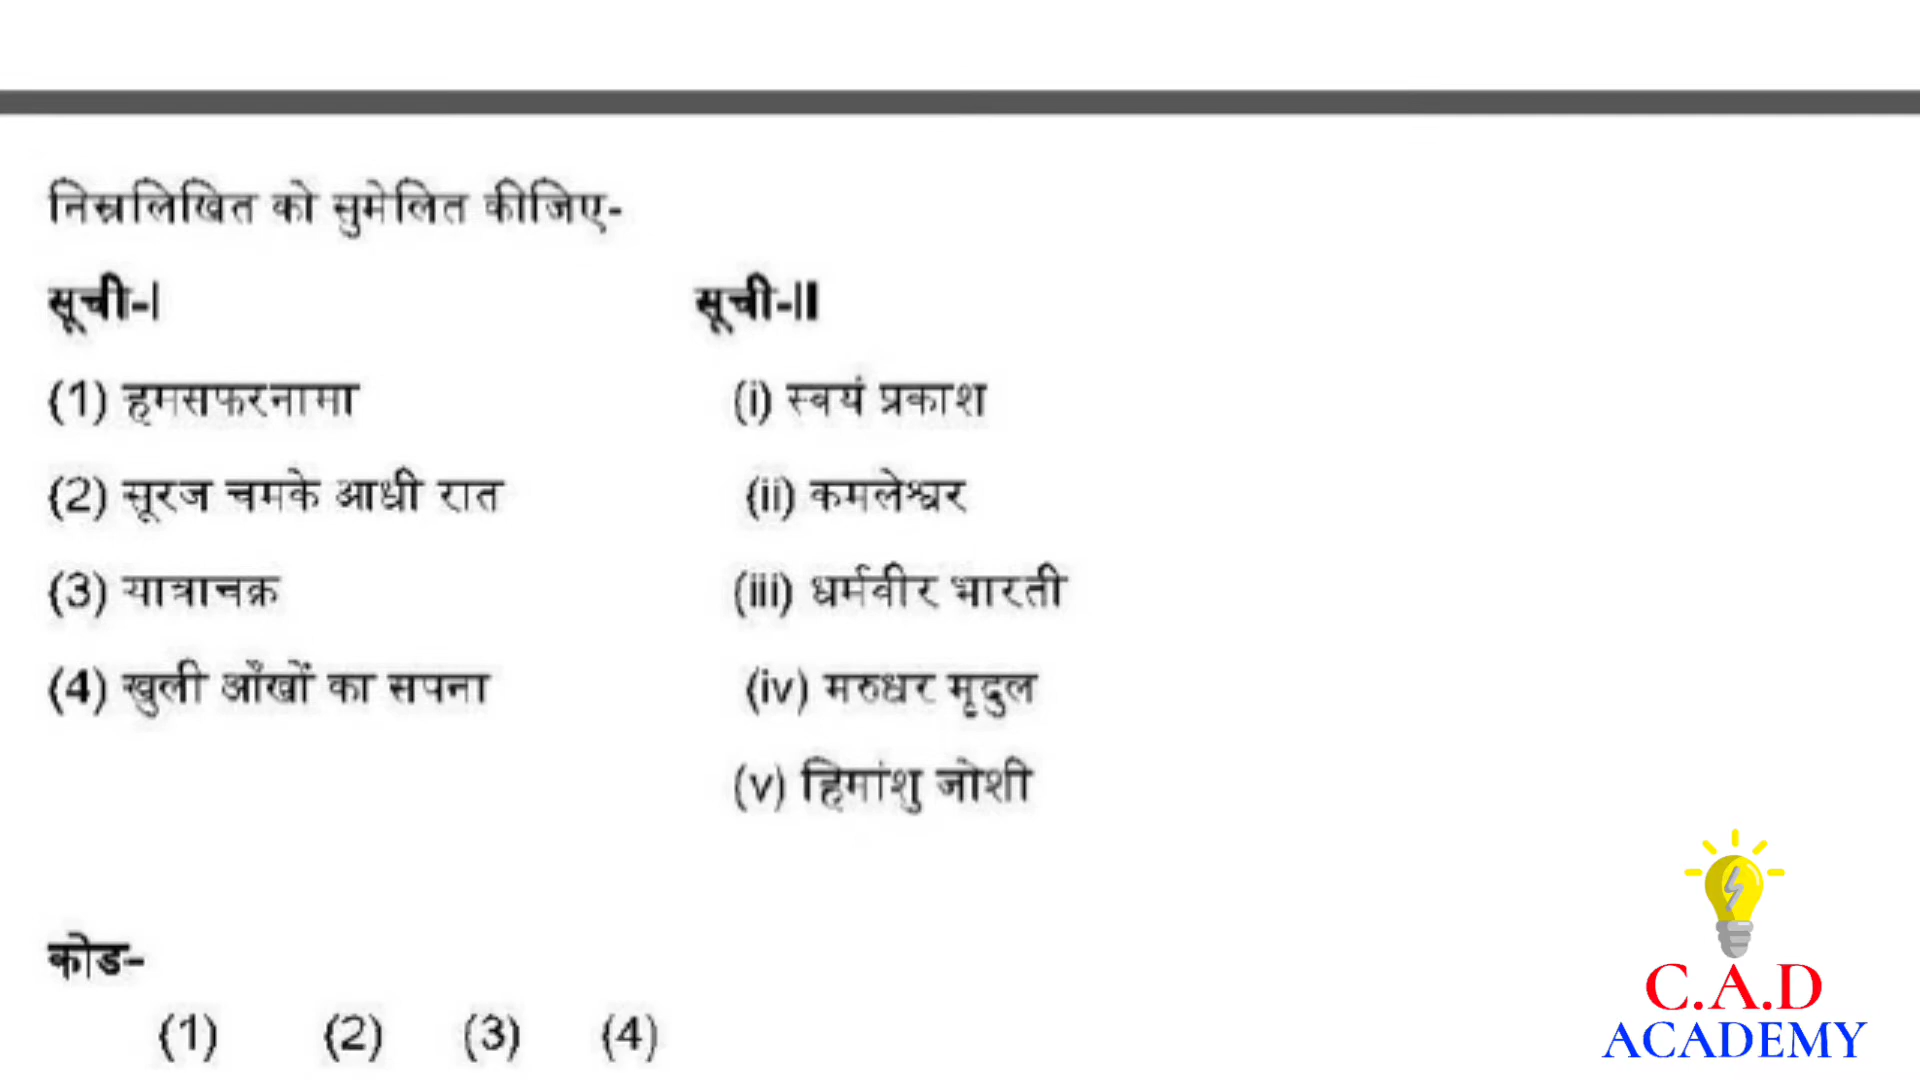 निम्नलिखित को सुमेलित कीजिए-
सूची-I सूची-II
(1) हमसफरनामा (i) स्वयं प्रकाश
(2) सूरज चमके आधी रात (ii) कमलेश्वर
(3) यात्राचक्र (iii) धर्मवीर भारती
(4) खुली आँखों का सपना (iv) मरुधर मृदुल
(v) हिमांशु जोशी
कोड-
(1) (2) (3) (4)
C.A.D
ACADEMY